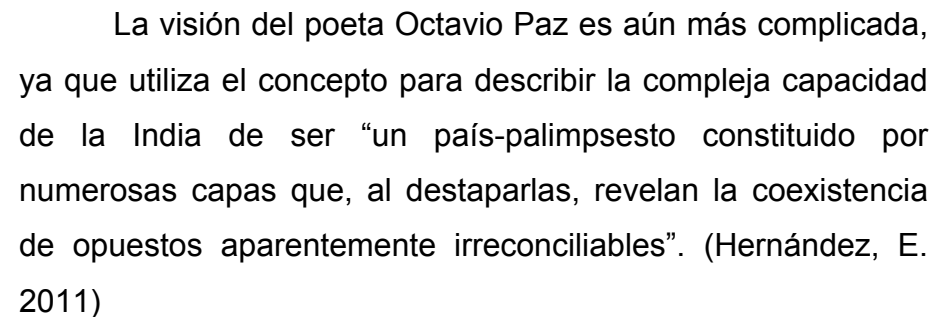 La visión del poeta Octavio Paz es aún más complicada,
ya que utiliza el concepto para describir la compleja capacidad
de la India de ser “un país-palimpsesto constituido por
numerosas capas que, al destaparlas, revelan la coexistencia
de opuestos aparentemente irreconciliables”. (Hernández, E.
2011)